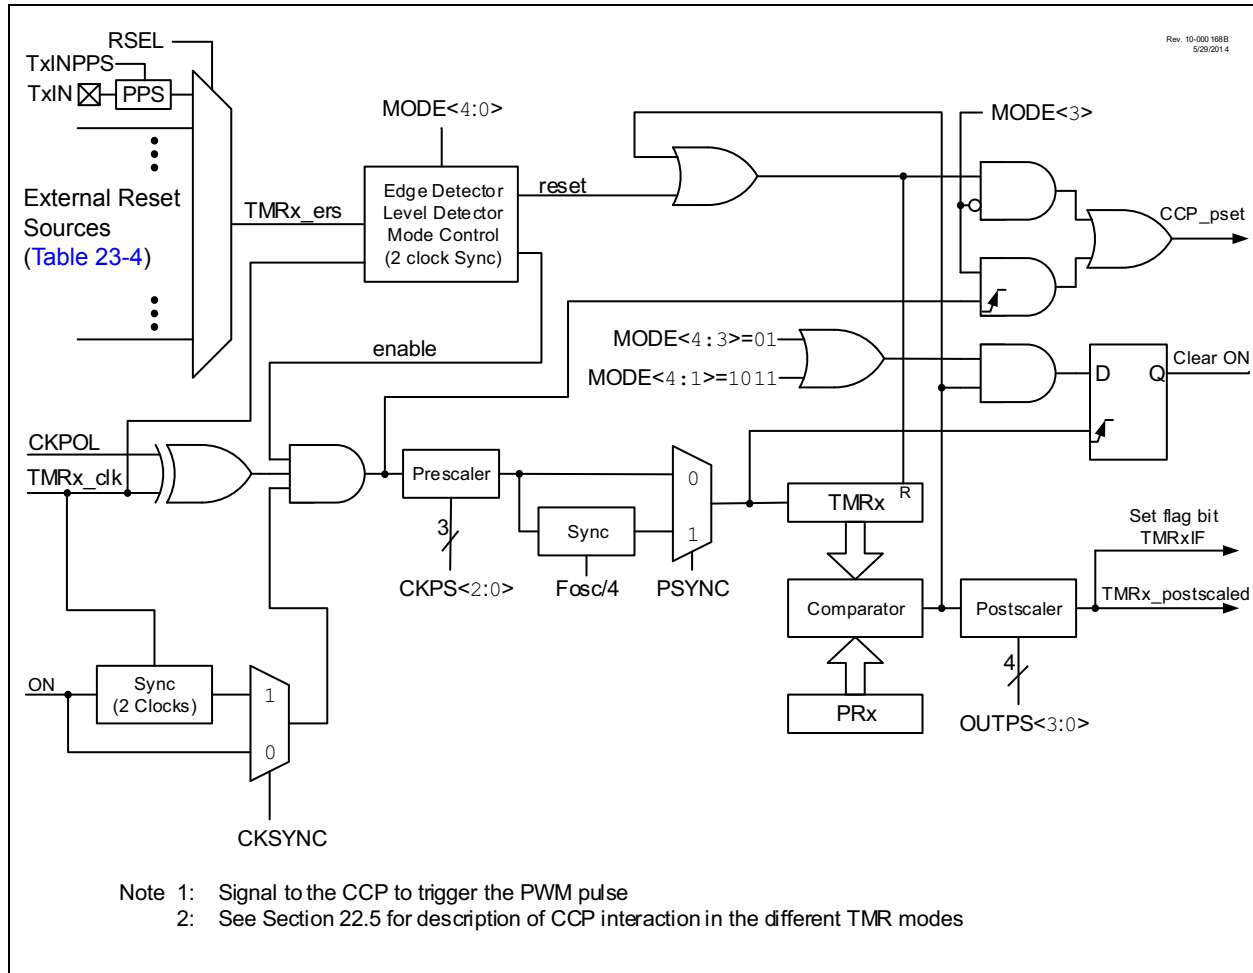 Rev. 10-000 168B
5/29/201 4
RSEL
TxINPPS
TxIN
PPS
MODE<4:0>
MODE<3>
External Reset
Sources
(Table 23-4)
TMRx_ers
Edge Detector
Level Detector
Mode Control
(2 clock Sync)
reset
CCP_pset
enable
MODE<4:3>=01
MODE<4:1>=1011
D
Q
Clear ON
CKPOL
TMRx_clk
Prescaler
3
CKPS<2:0>
Sync
Fosc/4
0
1
PSYNC
TMRx
R
Set flag bit
TMRxIF
Comparator
Postscaler
TMRx_postscaled
4
OUTPS<3:0>
PRx
ON
Sync
(2 Clocks)
1
0
CKSYNC
Note 1: Signal to the CCP to trigger the PWM pulse
2: See Section 22.5 for description of CCP interaction in the different TMR modes